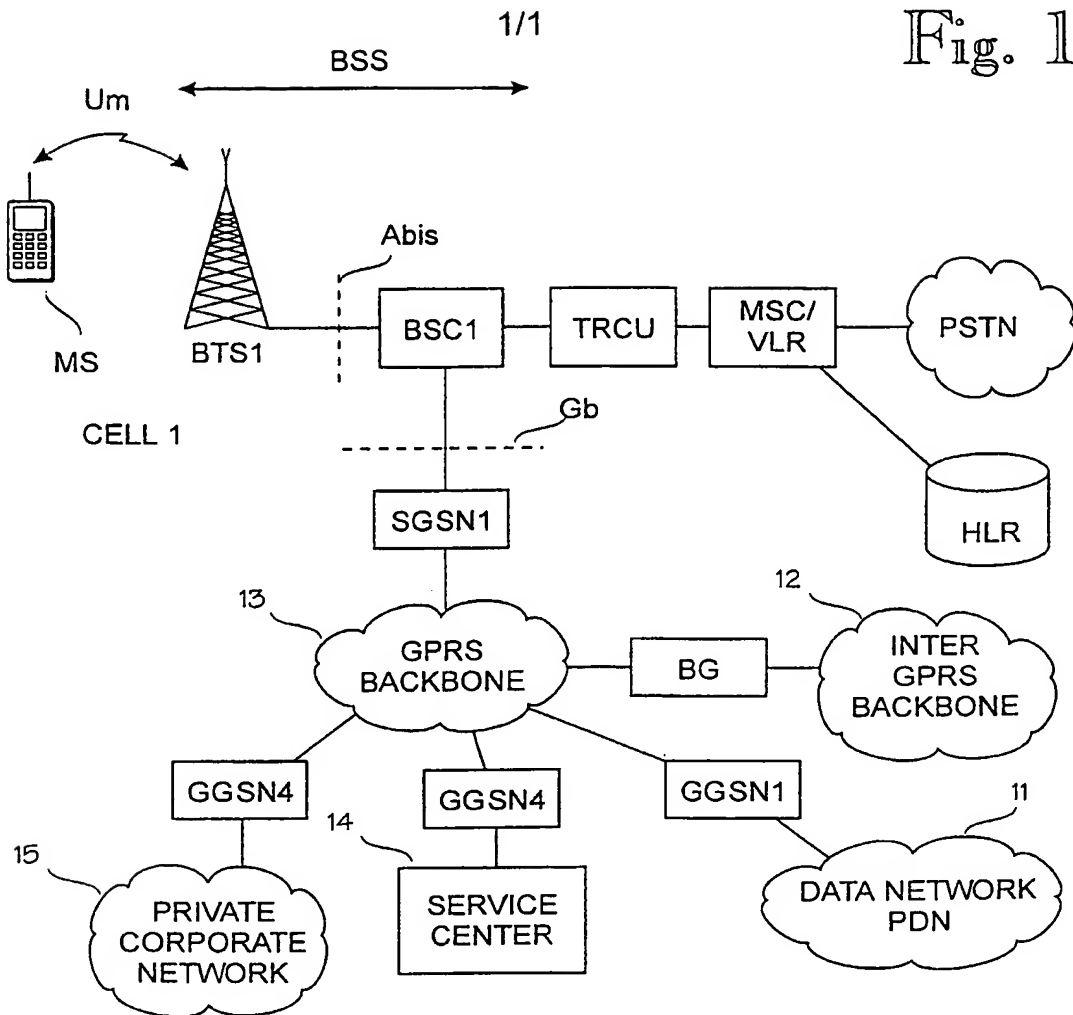 1/1
Fig. 1
BSS
Um
Abis
BSC1
TRCU
MSC/
VLR
PSTN
MS
BTS1
Gb
CELL 1
SGSN1
HLR
13
12
GPRS
BACKBONE
BG
INTER
GPRS
BACKBONE
GGSN4
GGSN4
GGSN1
11
14
15
PRIVATE
CORPORATE
NETWORK
SERVICE
CENTER
DATA NETWORK
PDN